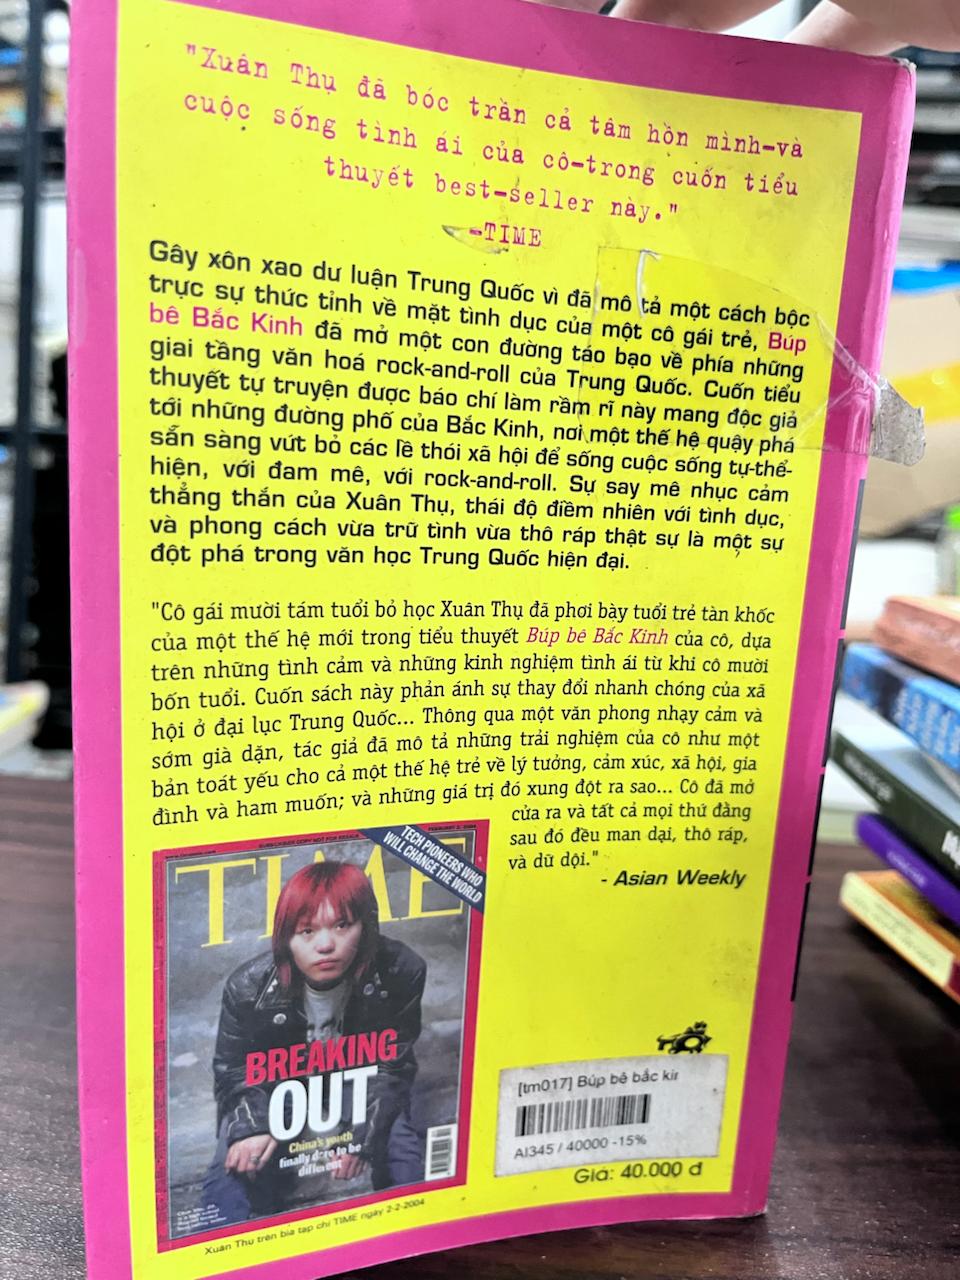 "Xuân Thụ đã bóc trần cả tâm hồn mình-và
cuộc sống tình ái của cô-trong cuốn tiểu
thuyết best-seller này."
-TIME
Gây xôn xao dư luận Trung Quốc vì đã mô tả một cách bộc
trực sự thức tỉnh về mặt tình dục của một cô gái trẻ, Búp
bê Bắc Kinh đã mở một con đường táo bạo về phía những
giai tầng văn hoá rock-and-roll của Trung Quốc. Cuốn tiểu
thuyết tự truyện được báo chí làm rầm rĩ này mang độc giả
tới những đường phố của Bắc Kinh, nơi một thế hệ quậy phá
sẵn sàng vứt bỏ các lề thói xã hội để sống cuộc sống tự-thể-
hiện, với đam mê, với rock-and-roll. Sự say mê nhục cảm
thẳng thắn của Xuân Thụ, thái độ điềm nhiên với tình dục,
và phong cách vừa trữ tình vừa thô ráp thật sự là một sự
đột phá trong văn học Trung Quốc hiện đại.
"Cô gái mười tám tuổi bỏ học Xuân Thụ đã phơi bày tuổi trẻ tàn khốc
của một thế hệ mới trong tiểu thuyết Búp bê Bắc Kinh của cô, dựa
trên những tình cảm và những kinh nghiệm tình ái từ khi cô mười
bốn tuổi. Cuốn sách này phản ánh sự thay đổi nhanh chóng của xã
hội ở đại lục Trung Quốc... Thông qua một văn phong nhạy cảm và
sớm già dặn, tác giả đã mô tả những trải nghiệm của cô như một
bản toát yếu cho cả một thế hệ trẻ về lý tưởng, cảm xúc, xã hội, gia
đình và ham muốn; và những giá trị đó xung đột ra sao... Cô đã mở
cửa ra và tất cả mọi thứ đằng
sau đó đều man dại, thô ráp,
và dữ dội."
- Asian Weekly
FEBRUARY 2, 2004
TECH PIONEERS WHO
WILL CHANGE THE WORLD
TIME
BREAKING
OUT
China's youth
finally dare to be
different
Xuân Thụ trên bìa tạp chí TIME ngày 2-2-2004
[tm017] Búp bê bắc kir
AI345 / 40000 -15%
Giá: 40.000 đ